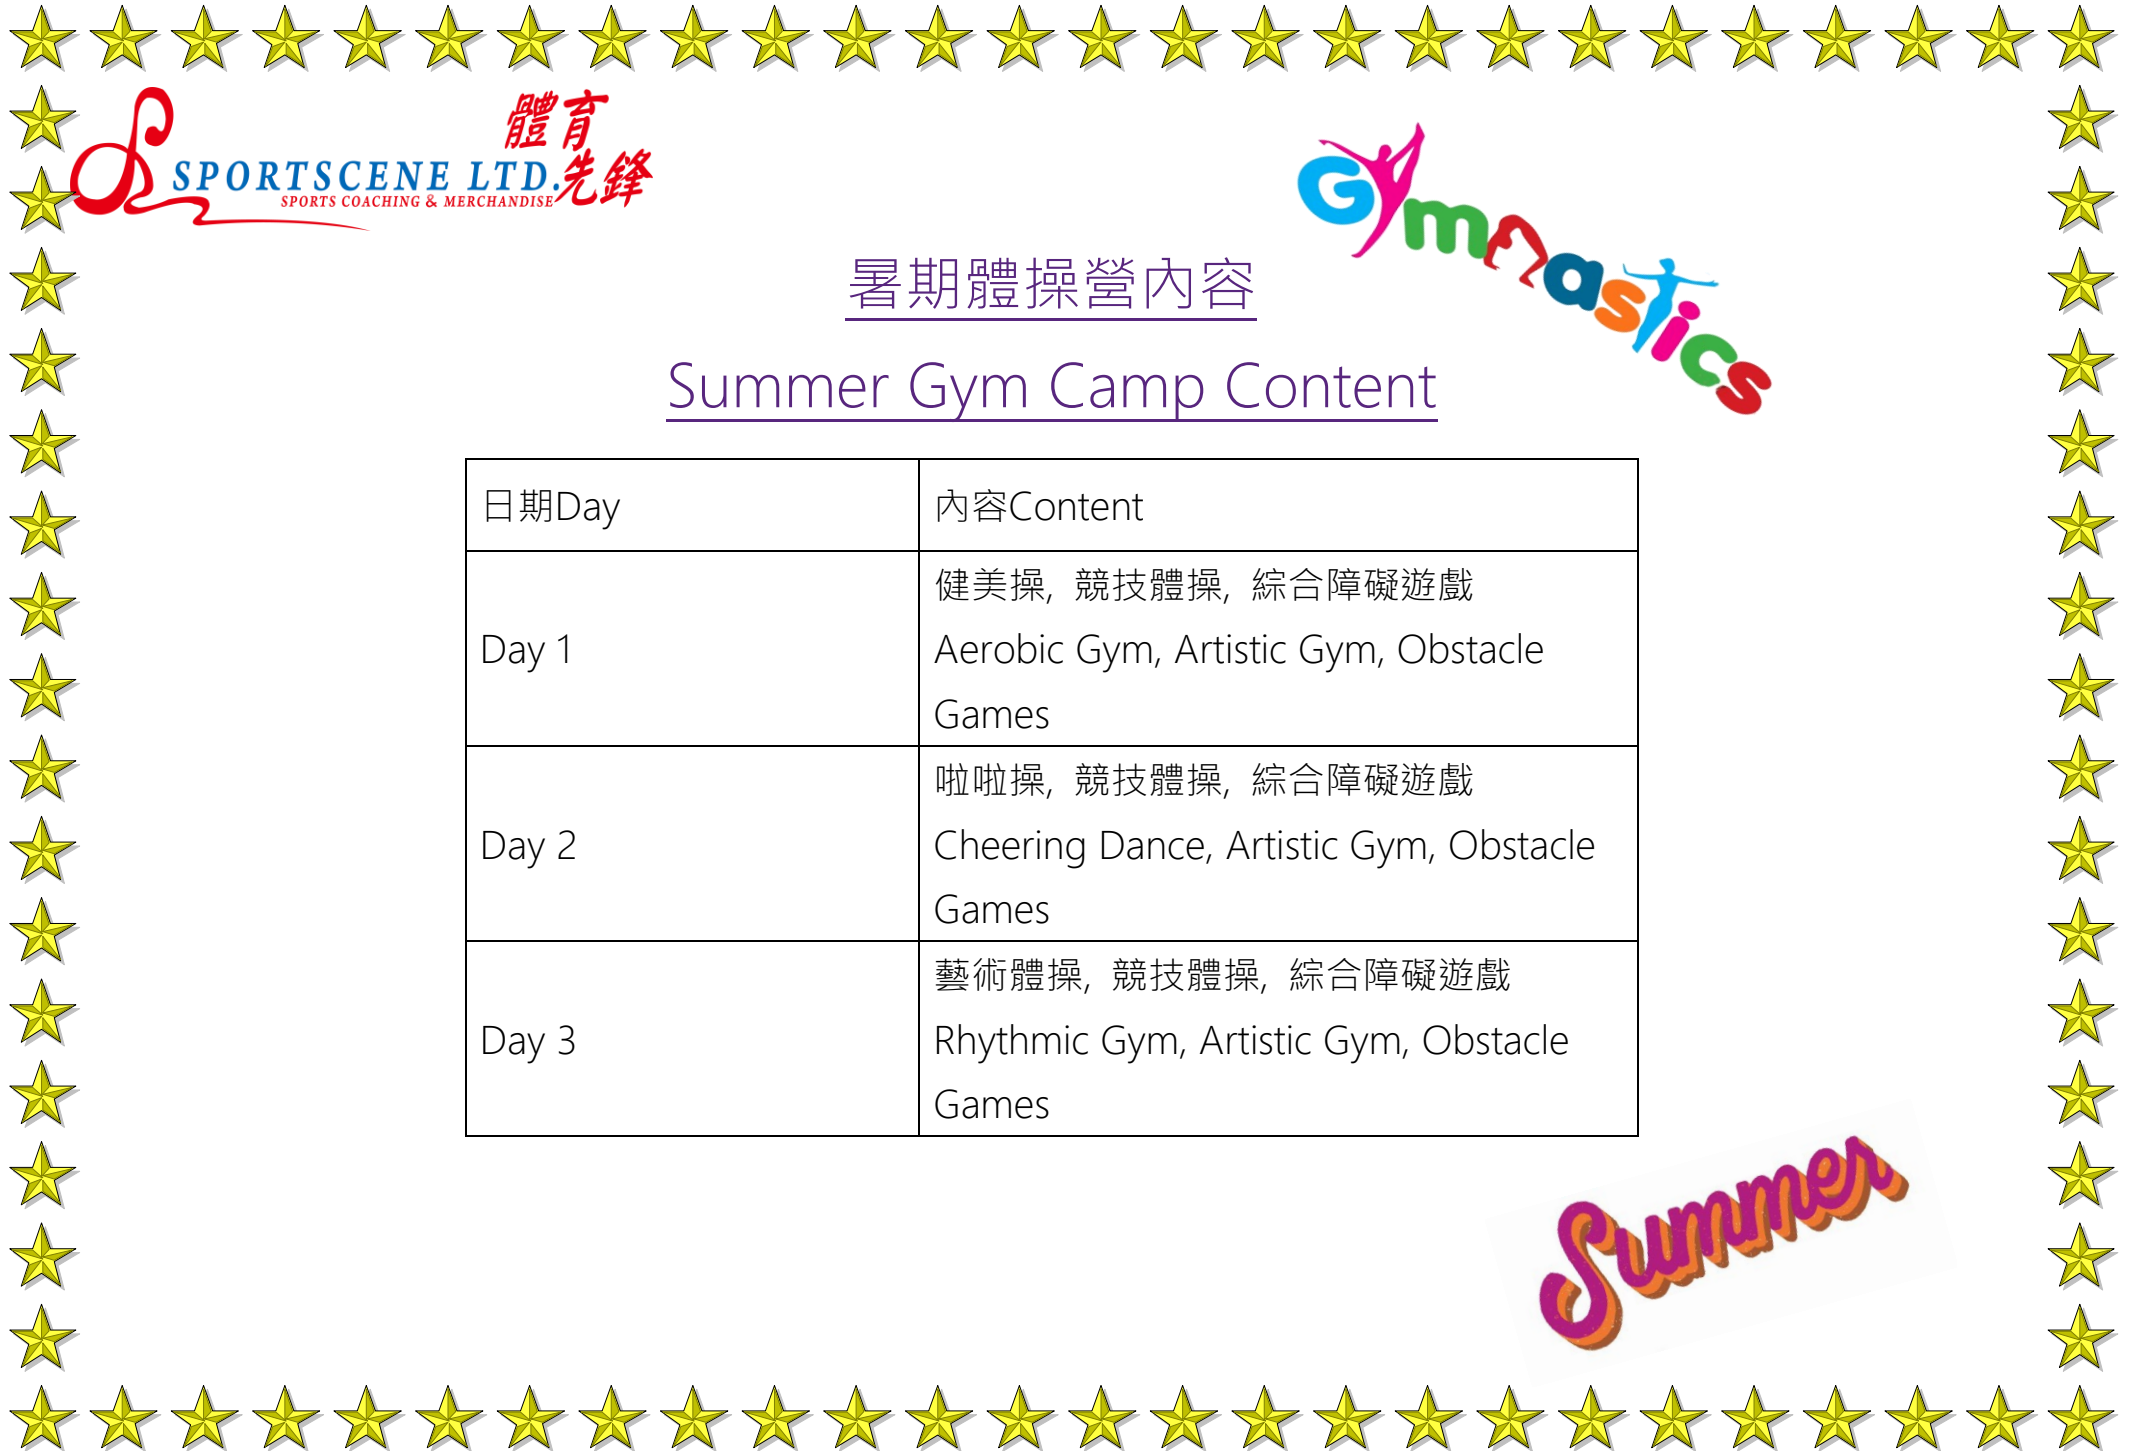 體育
先鋒
SPORTSCENE LTD.
SPORTS COACHING & MERCHANDISE
Gymnastics
暑期體操營內容
Summer Gym Camp Content
日期Day
內容Content
Day 1
健美操, 競技體操, 綜合障礙遊戲
Aerobic Gym, Artistic Gym, Obstacle
Games
Day 2
啦啦操, 競技體操, 綜合障礙遊戲
Cheering Dance, Artistic Gym, Obstacle
Games
Day 3
藝術體操, 競技體操, 綜合障礙遊戲
Rhythmic Gym, Artistic Gym, Obstacle
Games
Summer